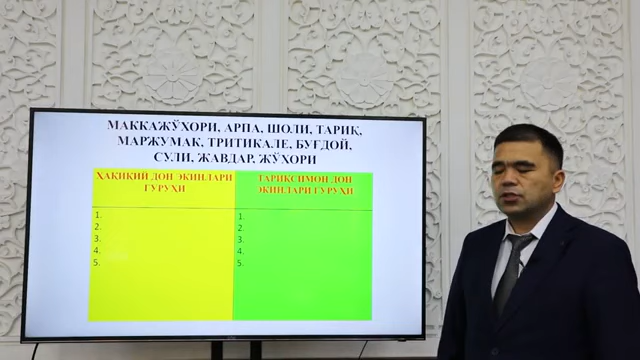 МАККАЖЎХОРИ, АРПА, ШОЛИ, ТАРИҚ,
МАРЖУМАК, ТРИТИКАЛЕ, БУҒДОЙ,
СУЛИ, ЖАВДАР, ЖЎХОРИ
ҲАҚИҚИЙ ДОН ЭКИНЛАРИ
ГУРУҲИ
1.
2.
3.
4.
5.
ТАРИҚСИМОН ДОН
ЭКИНЛАРИ ГУРУҲИ
1.
2.
3.
4.
5.